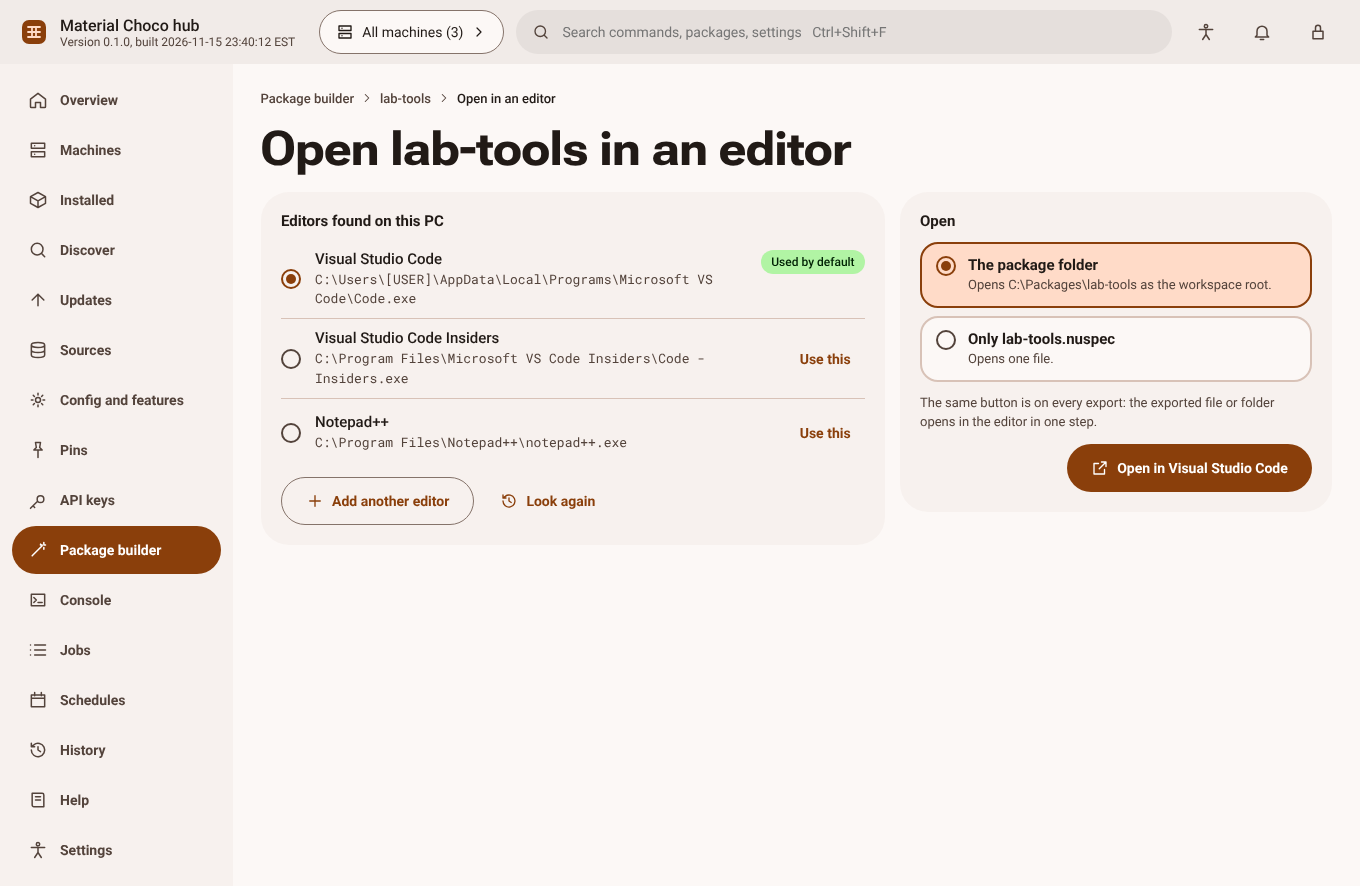 Material Choco hub
Version 0.1.0, built 2026-11-15 23:40:12 EST
All machines (3)
Search commands, packages, settings Ctrl+Shift+F
Overview
Machines
Installed
Discover
Updates
Sources
Config and features
Pins
API keys
Package builder
Console
Jobs
Schedules
History
Help
Settings
Package builder > lab-tools > Open in an editor
Open lab-tools in an editor
Editors found on this PC
Visual Studio Code
Used by default
C:\Users\[USER]\AppData\Local\Programs\Microsoft VS
Code\Code.exe
Visual Studio Code Insiders
C:\Program Files\Microsoft VS Code Insiders\Code -
Insiders.exe
Use this
Notepad++
C:\Program Files\Notepad++\notepad++.exe
Use this
Add another editor
Look again
Open
The package folder
Opens C:\Packages\lab-tools as the workspace root.
Only lab-tools.nuspec
Opens one file.
The same button is on every export: the exported file or folder
opens in the editor in one step.
Open in Visual Studio Code